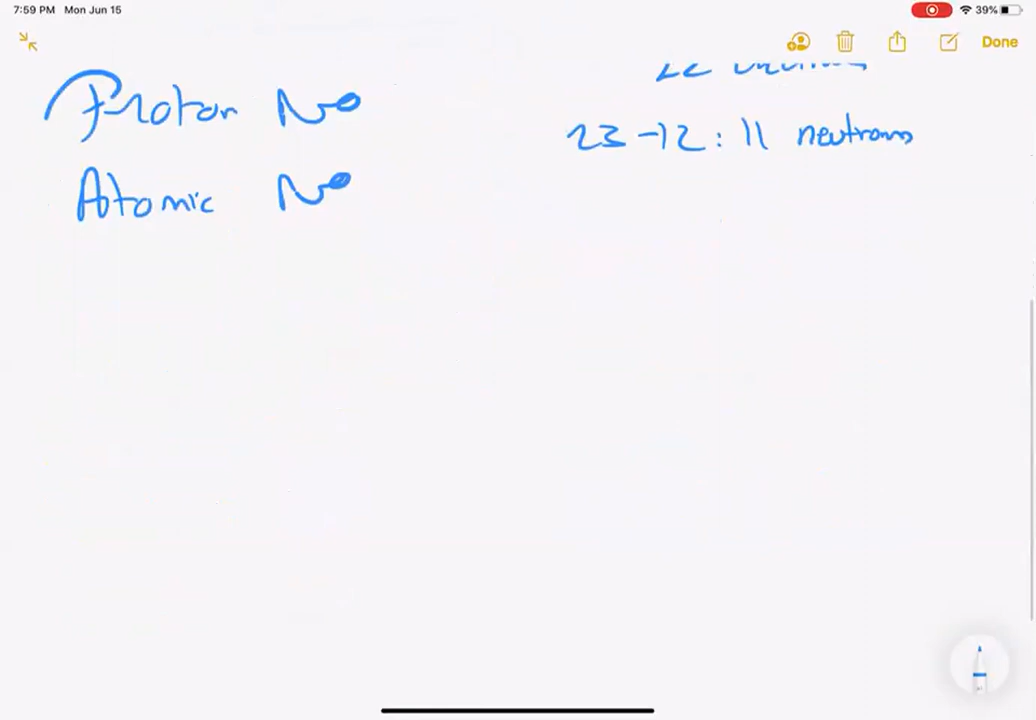 7:59 PM Mon Jun 15
39%
Done
Proton No
23-12: 11 neutrons
Atomic No